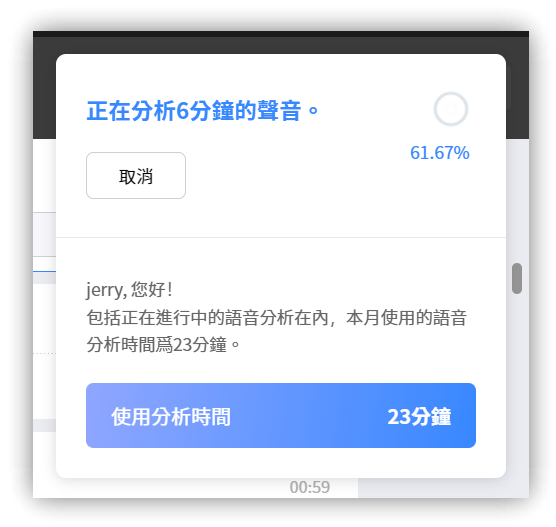 正在分析6分鐘的聲音。
61.67%
取消
jerry, 您好!
包括正在進行中的語音分析在內，本月使用的語音
分析時間爲23分鐘。
使用分析時間 23分鐘
00:59